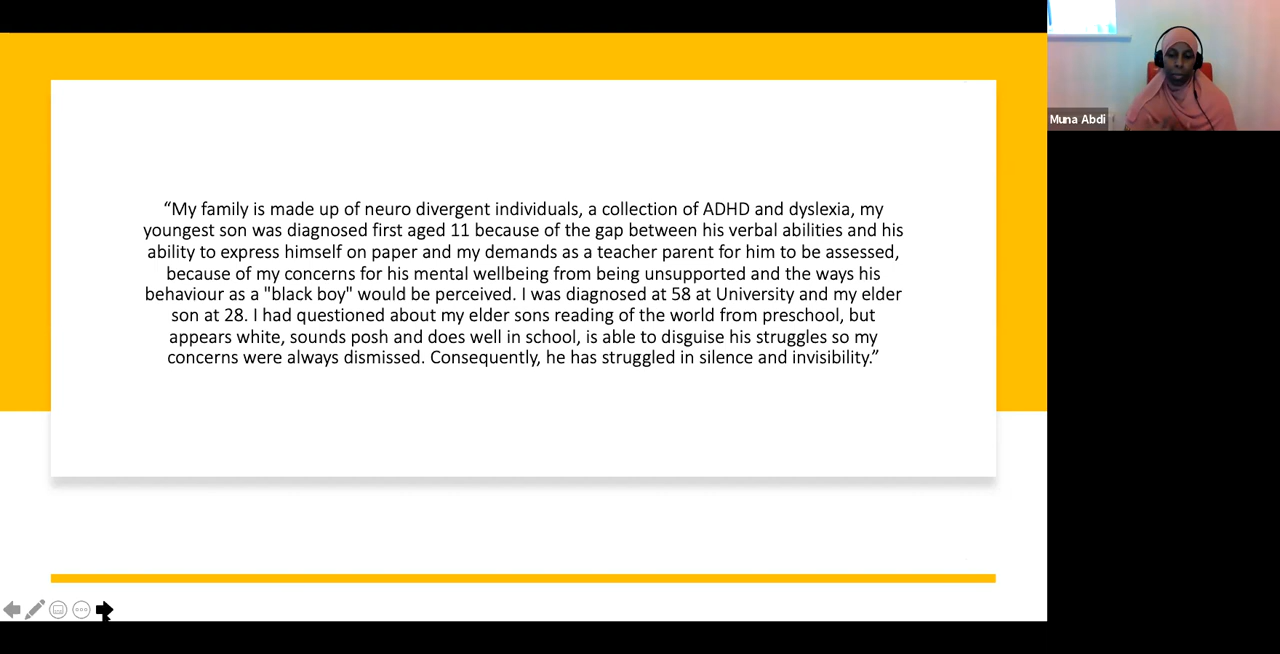 “My family is made up of neuro divergent individuals, a collection of ADHD and dyslexia, my
youngest son was diagnosed first aged 11 because of the gap between his verbal abilities and his
ability to express himself on paper and my demands as a teacher parent for him to be assessed,
because of my concerns for his mental wellbeing from being unsupported and the ways his
behaviour as a "black boy" would be perceived. I was diagnosed at 58 at University and my elder
son at 28. I had questioned about my elder sons reading of the world from preschool, but
appears white, sounds posh and does well in school, is able to disguise his struggles so my
concerns were always dismissed. Consequently, he has struggled in silence and invisibility.”
Muna Abdi